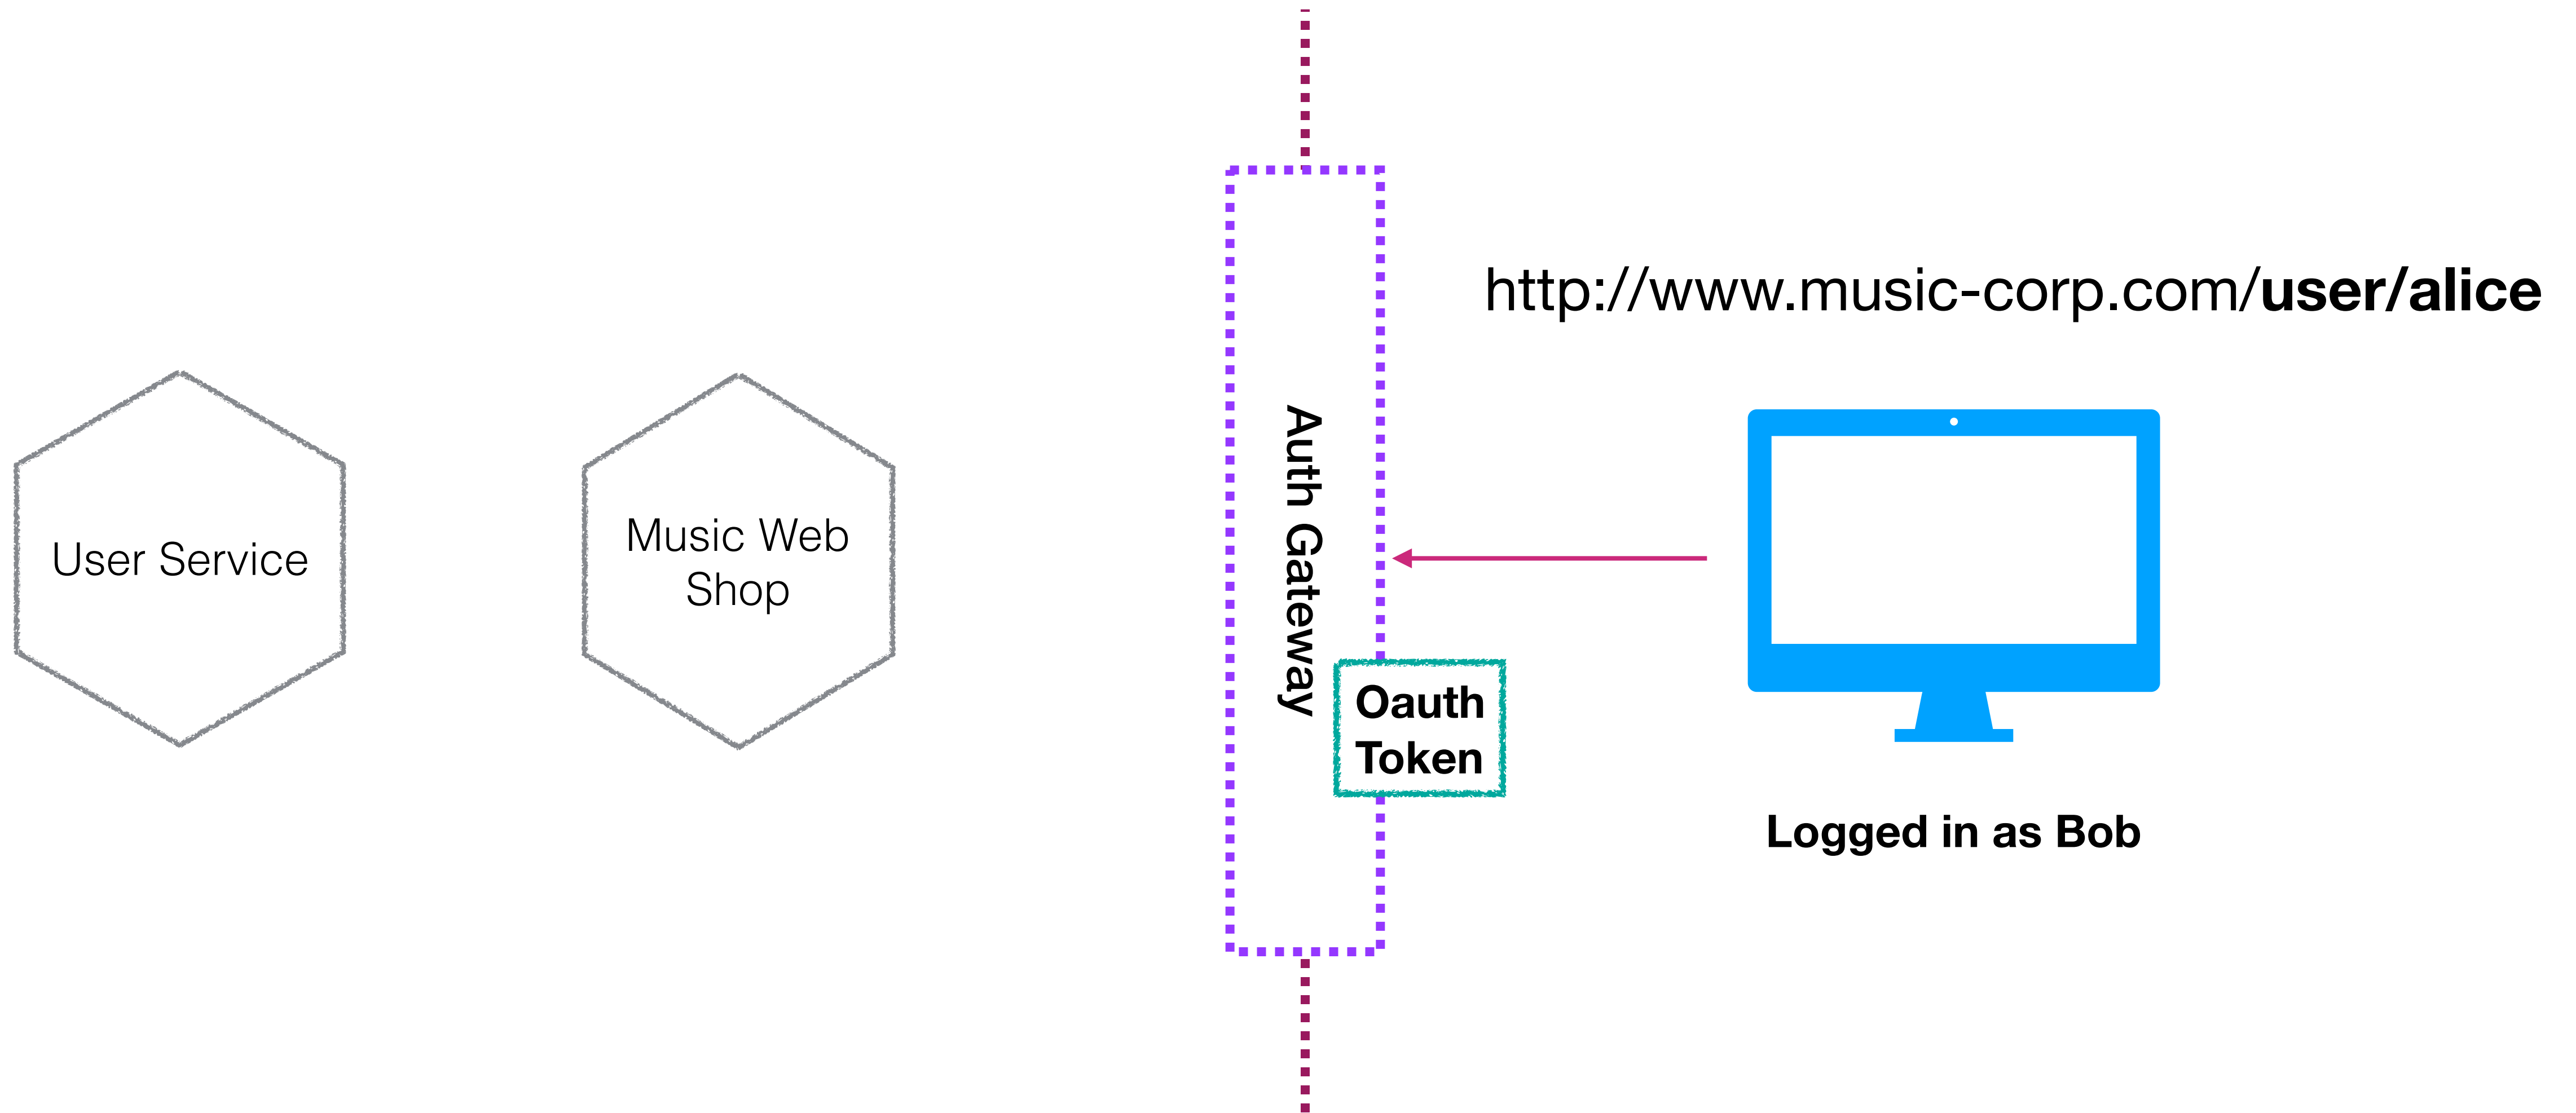 User Service
Music Web
Shop
Auth Gateway
Oauth
Token
http://www.music-corp.com/user/alice
Logged in as Bob